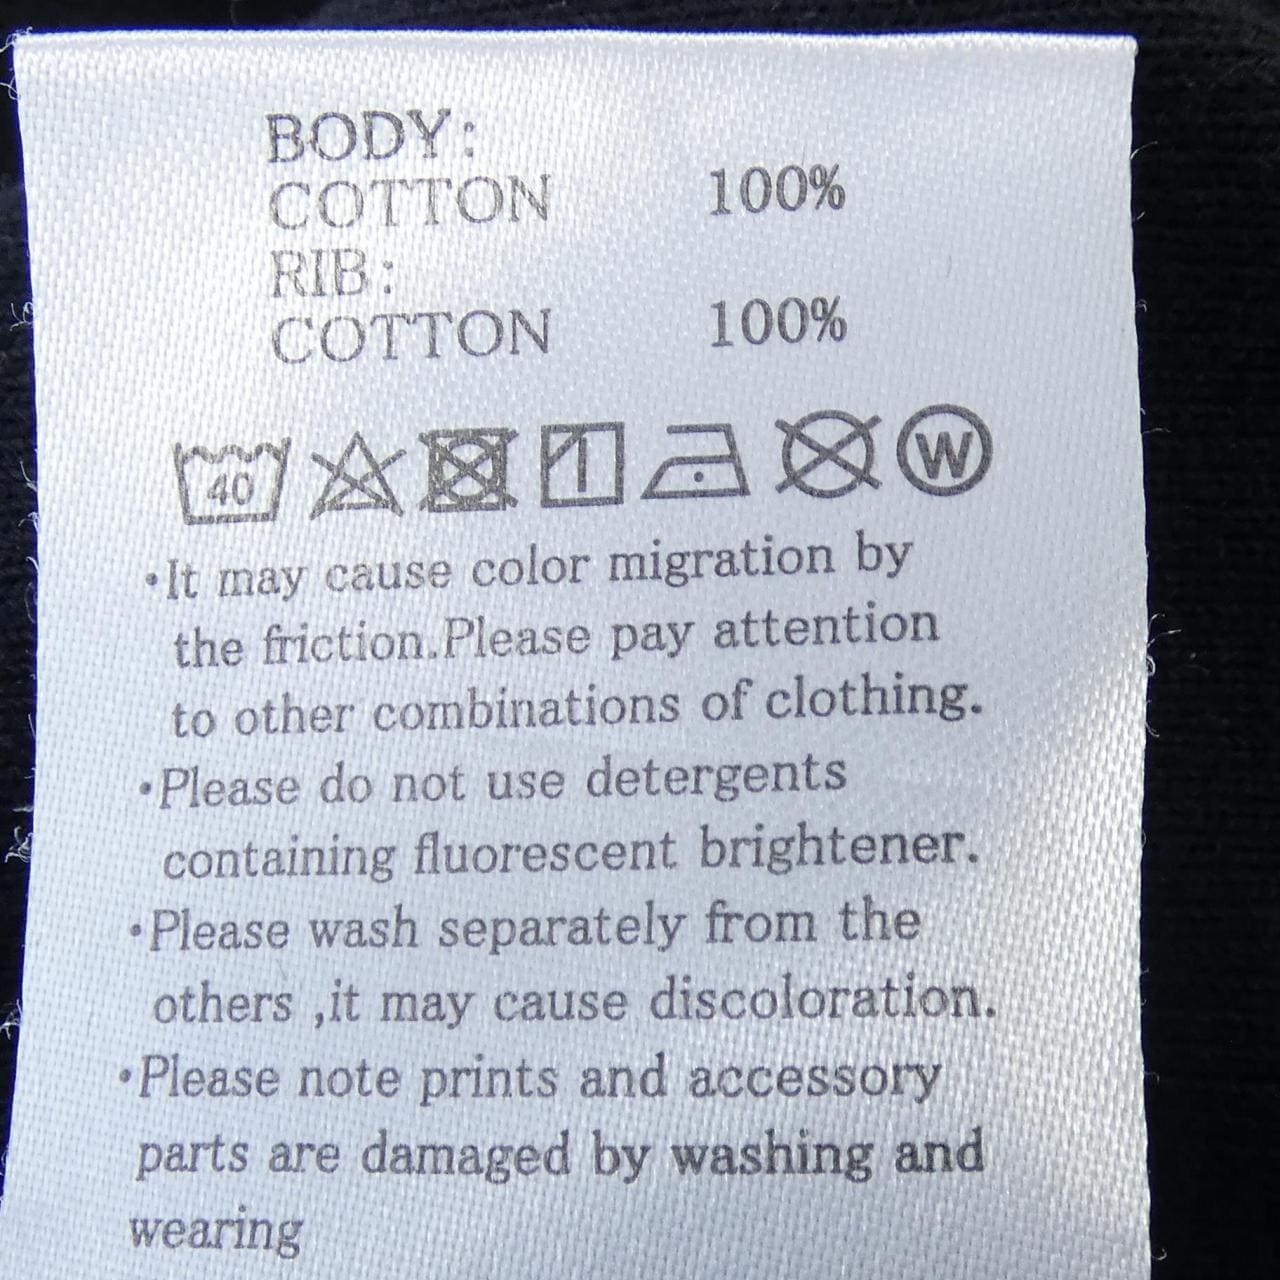 BODY:
COTTON 100%
RIB:
COTTON 100%
40 W
・It may cause color migration by
the friction.Please pay attention
to other combinations of clothing.
・Please do not use detergents
containing fluorescent brightener.
・Please wash separately from the
others ,it may cause discoloration.
・Please note prints and accessory
parts are damaged by washing and
wearing